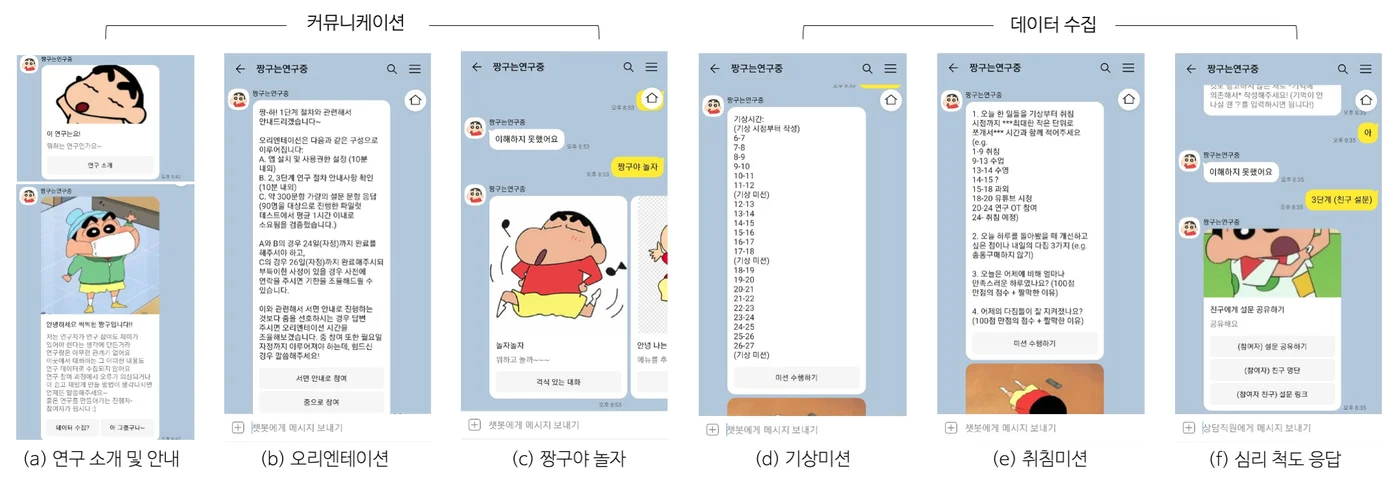 커뮤니케이션
데이터 수집
짱구는연구중
이 연구는요!
뭐하는 연구인가요~
연구 소개
오후 8:42
짱구는연구중
안녕하세요 박독된 짱구입니다!!
데이터 수집?
아 그렇구나~
(a) 연구 소개 및 안내
짱구는연구중
짱구는연구중
짱-하! 1단계 절차와 관련해서
안내드리겠습니다~
오리엔테이션은 다음과 같은 구성으로
이루어집니다:
A. 앱 설치 및 사용권한 설정 (10분
내외)
B. 2, 3단계 연구 절차 안내사항 확인
(10분 내외)
C. 약 300문항 가량의 설문 문항 응답
(90명을 대상으로 진행한 파일럿
테스트에서 평균 1시간 이내로
소요됨을 검증했습니다.)
A와 B의 경우 24일(자정)까지 완료를
해주셔야 하고,
C의 경우 26일(자정)까지 완료해주시되
부득이한 사정이 있을 경우 사전에
연락을 주시면 기한을 조율해드릴 수
있습니다.
이와 관련해서 서면 안내로 진행하는
것보다 줌을 선호하시는 경우 답변
주시면 오리엔테이션 시간을
조율해보겠습니다. 줌 참여 또한 월요일
자정까지 이루어져야 하는데, 힘드신
경우 말씀해주세요!
서면 안내로 참여
줌으로 참여
챗봇에게 메시지 보내기
(b) 오리엔테이션
짱구는연구중
오후 8:53
짱구는연구중
이해하지 못했어요
오후 8:53
짱구야 놀자
오후 8:53
짱구는연구중
놀자놀자
뭐하고 놀까~~~
격식 있는 대화
안녕 나는
메뉴를 추
오후 8:53
챗봇에게 메시지 보내기
(c) 짱구야 놀자
짱구는연구중
짱구는연구중
기상시간:
(기상 시점부터 작성)
6-7
7-8
8-9
9-10
10-11
11-12
(기상 미션)
12-13
13-14
14-15
15-16
16-17
17-18
(기상 미션)
18-19
19-20
20-21
21-22
22-23
23-24
24-25
25-26
26-27
(기상 미션)
미션 수행하기
챗봇에게 메시지 보내기
(d) 기상미션
짱구는연구중
짱구는연구중
1. 오늘 한 일들을 기상부터 취침
시점까지 ***최대한 작은 단위로
쪼개서*** 시간과 함께 적어주세요
(e.g.
1-9 취침
9-13 수업
13-14 수영
14-15 ?
15-18 과외
18-20 유튜브 시청
20-24 연구 OT 참여
24- 취침 예정)
2. 오늘 하루를 돌아봤을 때 개선하고
싶은 점이나 내일의 다짐 3가지 (e.g.
충동구매하지 않기)
3. 오늘은 어제에 비해 얼마나
만족스러운 하루였나요? (100점
만점의 점수 + 짤막한 이유)
4. 어제의 다짐들이 잘 지켜졌나요?
(100점 만점의 점수 + 짤막한 이유)
미션 수행하기
챗봇에게 메시지 보내기
(e) 취침미션
짱구는연구중
의존해서* 작성해주세요! (기억이 안
나실 땐 '?'를 입력하시면 됩니다!)
오후 8:35
아
짱구는연구중
이해하지 못했어요
오후 8:35
3단계 (친구 설문)
오후 8:35
짱구는연구중
친구에게 설문 공유하기
공유해요
(참여자) 설문 공유하기
(참여자) 친구 명단
(참여자 친구) 설문 링크
오후 8:35
상담직원에게 메시지 보내기
(f) 심리 척도 응답